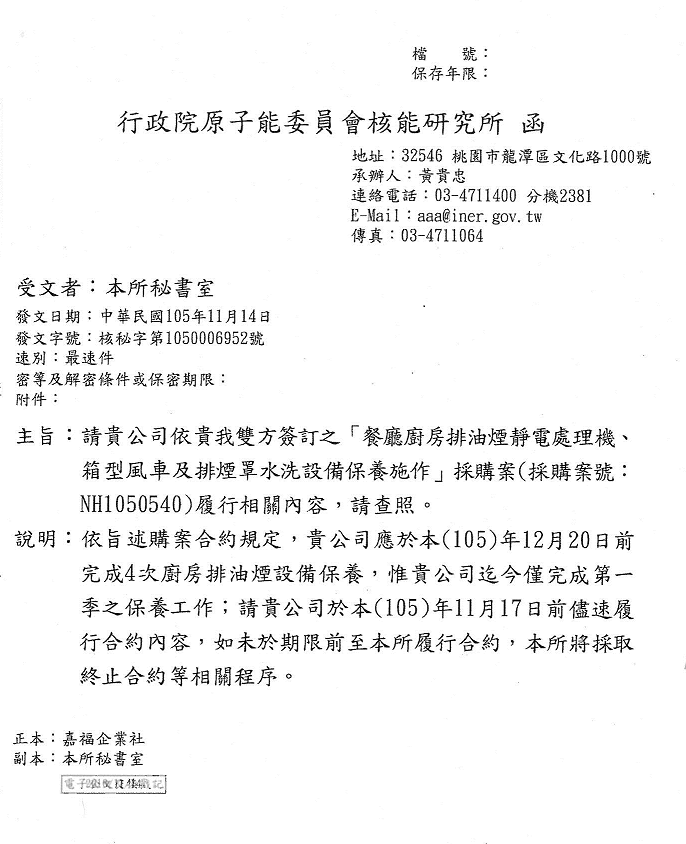 檔　　號：
保存年限：
行政院原子能委員會核能研究所 函
地址：32546 桃園市龍潭區文化路1000號
承辦人：黃貴忠
連絡電話：03-4711400 分機2381
E-Mail：aaa@iner.gov.tw
傳真：03-4711064
受文者：本所秘書室
發文日期：中華民國105年11月14日
發文字號：核秘字第1050006952號
速別：最速件
密等及解密條件或保密期限：
附件：
主旨：請貴公司依貴我雙方簽訂之「餐廳廚房排油煙靜電處理機、
箱型風車及排煙罩水洗設備保養施作」採購案(採購案號：
NH1050540)履行相關內容，請查照。
說明：依旨述購案合約規定，貴公司應於本(105)年12月20日前
完成4次廚房排油煙設備保養，惟貴公司迄今僅完成第一
季之保養工作；請貴公司於本(105)年11月17日前儘速履
行合約內容，如未於期限前至本所履行合約，本所將採取
終止合約等相關程序。
正本：嘉福企業社
副本：本所秘書室
電子文